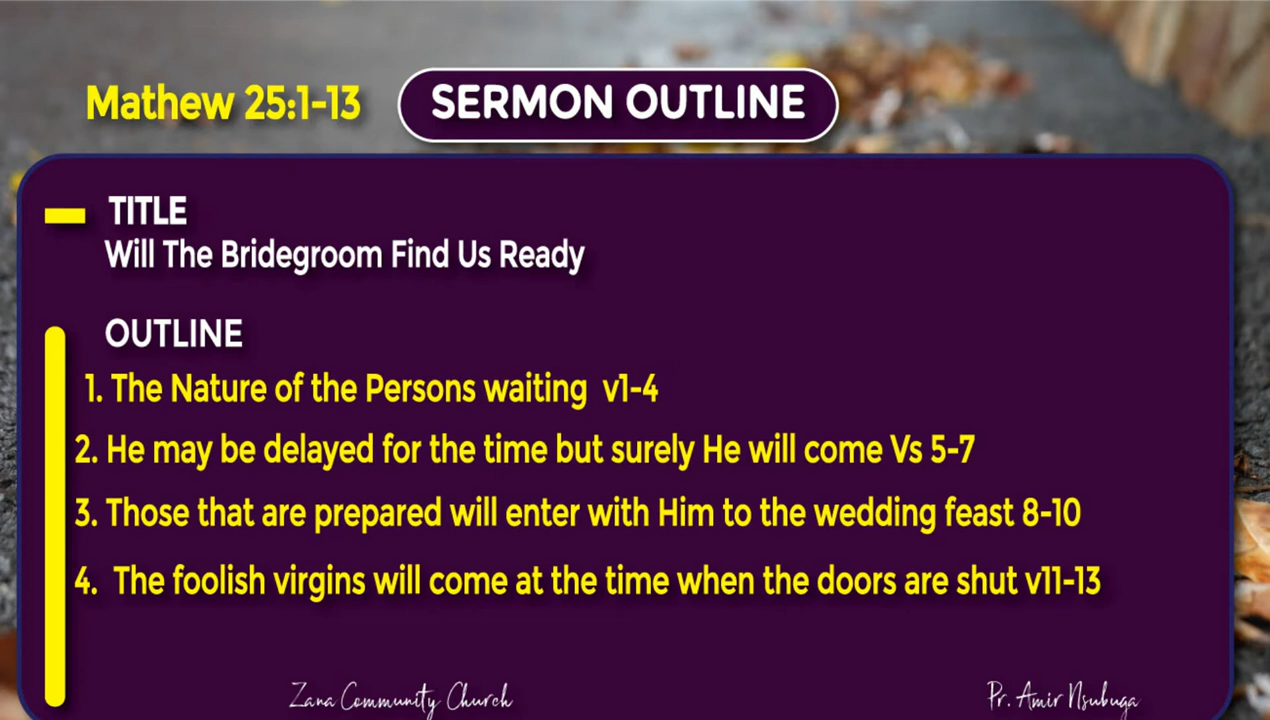 Mathew 25:1-13
SERMON OUTLINE
TITLE
Will The Bridegroom Find Us Ready
OUTLINE
1. The Nature of the Persons waiting v1-4
2. He may be delayed for the time but surely He will come Vs 5-7
3. Those that are prepared will enter with Him to the wedding feast 8-10
4. The foolish virgins will come at the time when the doors are shut v11-13
Zana Community Church
Pr. Amir Nsubuga